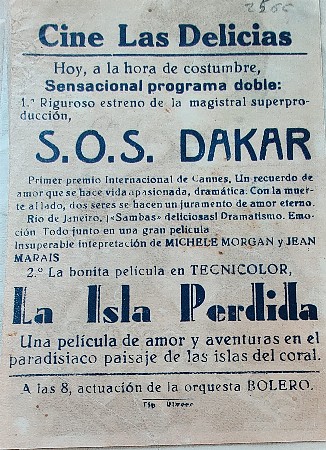 Cine Las Delicias
Hoy, a la hora de costumbre,
Sensacional programa doble:
1.º Riguroso estreno de la magistral superpro-
ducción,
S.O.S. DAKAR
Primer premio Internacional de Cannes, Un recuerdo de
amor que se hace vida apasionada, dramática. Con la muer-
te al lado, dos seres se hacen un juramento de amor eterno.
Río de Janeiro, ¡«Sambas» deliciosas! Dramatismo. Emo-
ción Todo junto en una gran película
Insuperable intepretación de MICHELE MORGAN y JEAN
MARAIS
2.º La bonita película en TECNICOLOR,
La Isla Perdida
Una película de amor y aventuras en el
paradisiaco paisaje de las islas del coral.
A las 8, actuación de la orquesta BOLERO.
Tip